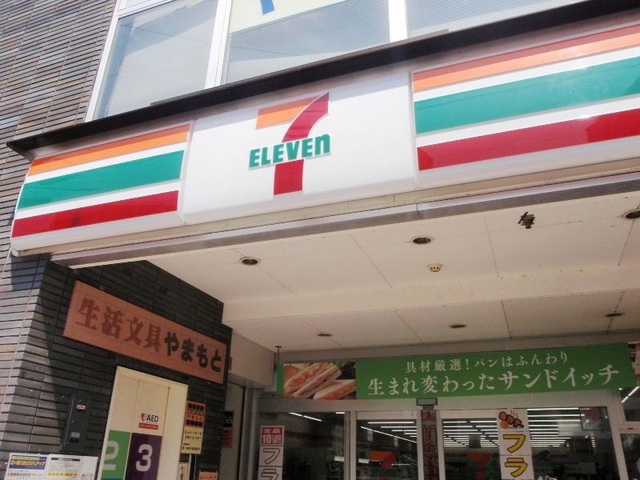 7
ELEVEn
生活文具やまもと
具材厳選!パンはふんわり
生まれ変わったサンドイッチ
AED
2
3
フラ
フラ